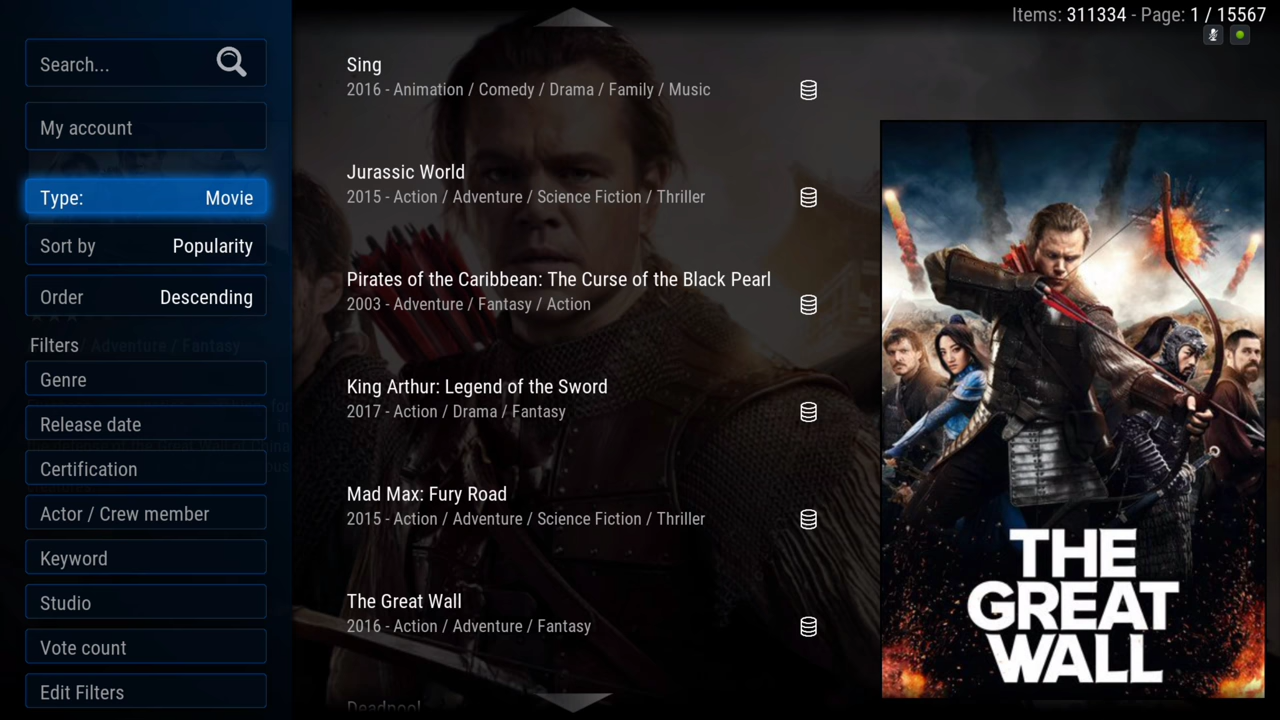 Items: 311334 - Page: 1 / 15567
Search...
My account
Type: Movie
Sort by Popularity
Order Descending
Filters
Adventure / Fantasy
Genre
Release date
Certification
Actor / Crew member
Keyword
Studio
Vote count
Edit Filters
Sing
2016 - Animation / Comedy / Drama / Family / Music
Jurassic World
2015 - Action / Adventure / Science Fiction / Thriller
Pirates of the Caribbean: The Curse of the Black Pearl
2003 - Adventure / Fantasy / Action
King Arthur: Legend of the Sword
2017 - Action / Drama / Fantasy
Mad Max: Fury Road
2015 - Action / Adventure / Science Fiction / Thriller
The Great Wall
2016 - Action / Adventure / Fantasy
Deadpool
THE
GREAT
WALL